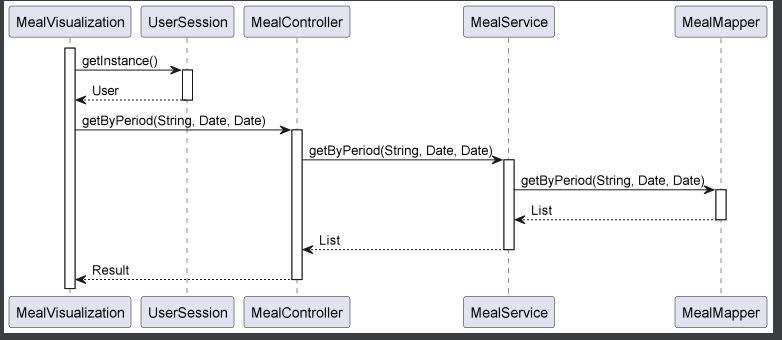 MealVisualization UserSession MealController MealService MealMapper
getInstance()
User
getByPeriod(String, Date, Date)
getByPeriod(String, Date, Date)
getByPeriod(String, Date, Date)
List
List
Result
MealVisualization UserSession MealController MealService MealMapper